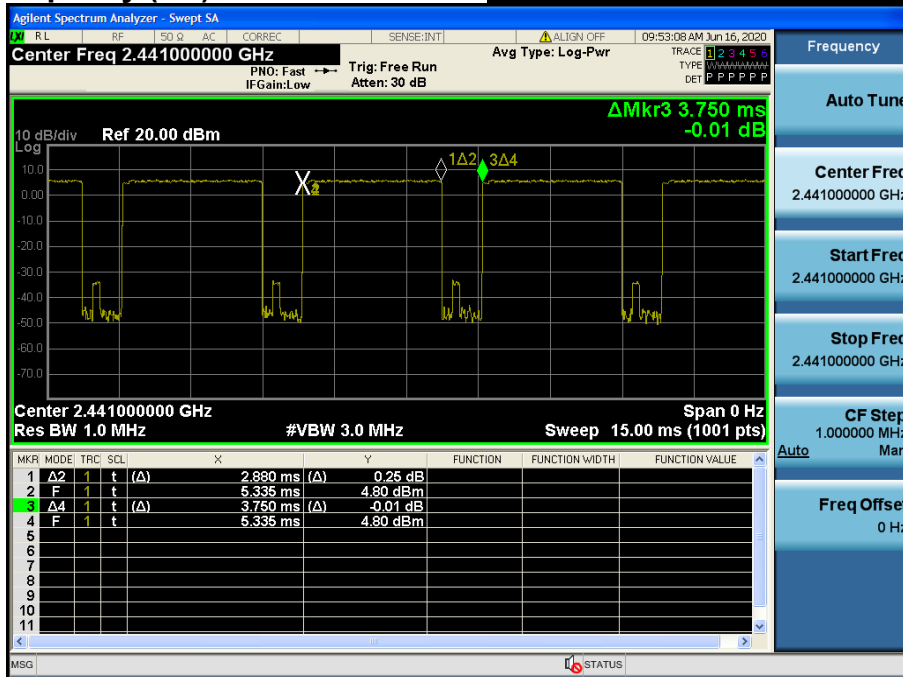 Agilent Spectrum Analyzer - Swept SA
LXI RL RF 50 Ω AC CORREC SENSE:INT ALIGN OFF 09:53:08 AM Jun 16, 2020
Center Freq 2.441000000 GHz
PNO: Fast
IFGain:Low
Trig: Free Run
Atten: 30 dB
Avg Type: Log-Pwr
TRACE 1 2 3 4 5 6
TYPE
DET P P P P P P
ΔMkr3 3.750 ms
-0.01 dB
10 dB/div Ref 20.00 dBm
Log
10.0
0.00
-10.0
-20.0
-30.0
-40.0
-50.0
-60.0
-70.0
1Δ2 3Δ4
Center 2.441000000 GHz Span 0 Hz
Res BW 1.0 MHz #VBW 3.0 MHz Sweep 15.00 ms (1001 pts)
MKR MODE TRC SCL X Y FUNCTION FUNCTION WIDTH FUNCTION VALUE
1 Δ2 1 t (Δ) 2.880 ms (Δ) 0.25 dB
2 F 1 t 5.335 ms 4.80 dBm
3 Δ4 1 t (Δ) 3.750 ms (Δ) -0.01 dB
4 F 1 t 5.335 ms 4.80 dBm
5
6
7
8
9
10
11
MSG STATUS
Frequency
Auto Tune
Center Freq
2.441000000 GHz
Start Freq
2.441000000 GHz
Stop Freq
2.441000000 GHz
CF Step
1.000000 MHz
Auto Man
Freq Offset
0 Hz